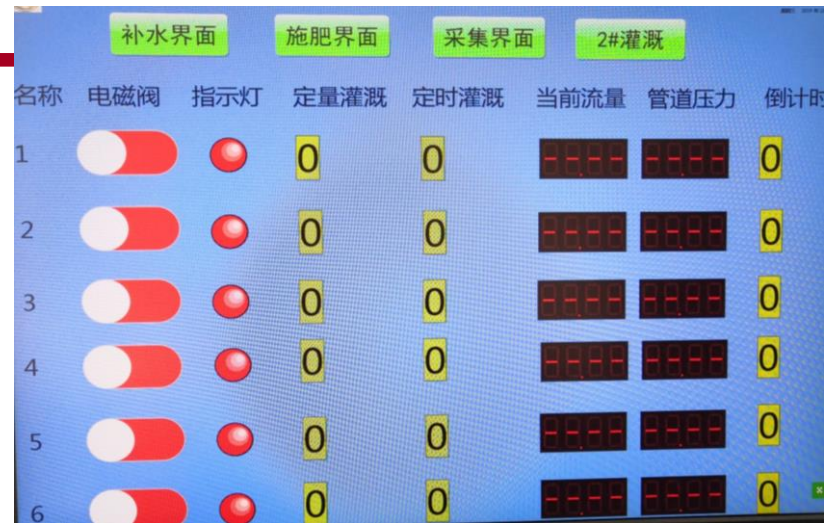 补水界面 施肥界面 采集界面 2#灌溉
名称 电磁阀 指示灯 定量灌溉 定时灌溉 当前流量 管道压力 倒计时
1 0 0 --.-- --.-- 0
2 0 0 --.-- --.-- 0
3 0 0 --.-- --.-- 0
4 0 0 --.-- --.-- 0
5 0 0 --.-- --.-- 0
6 0 0 --.-- --.-- 0